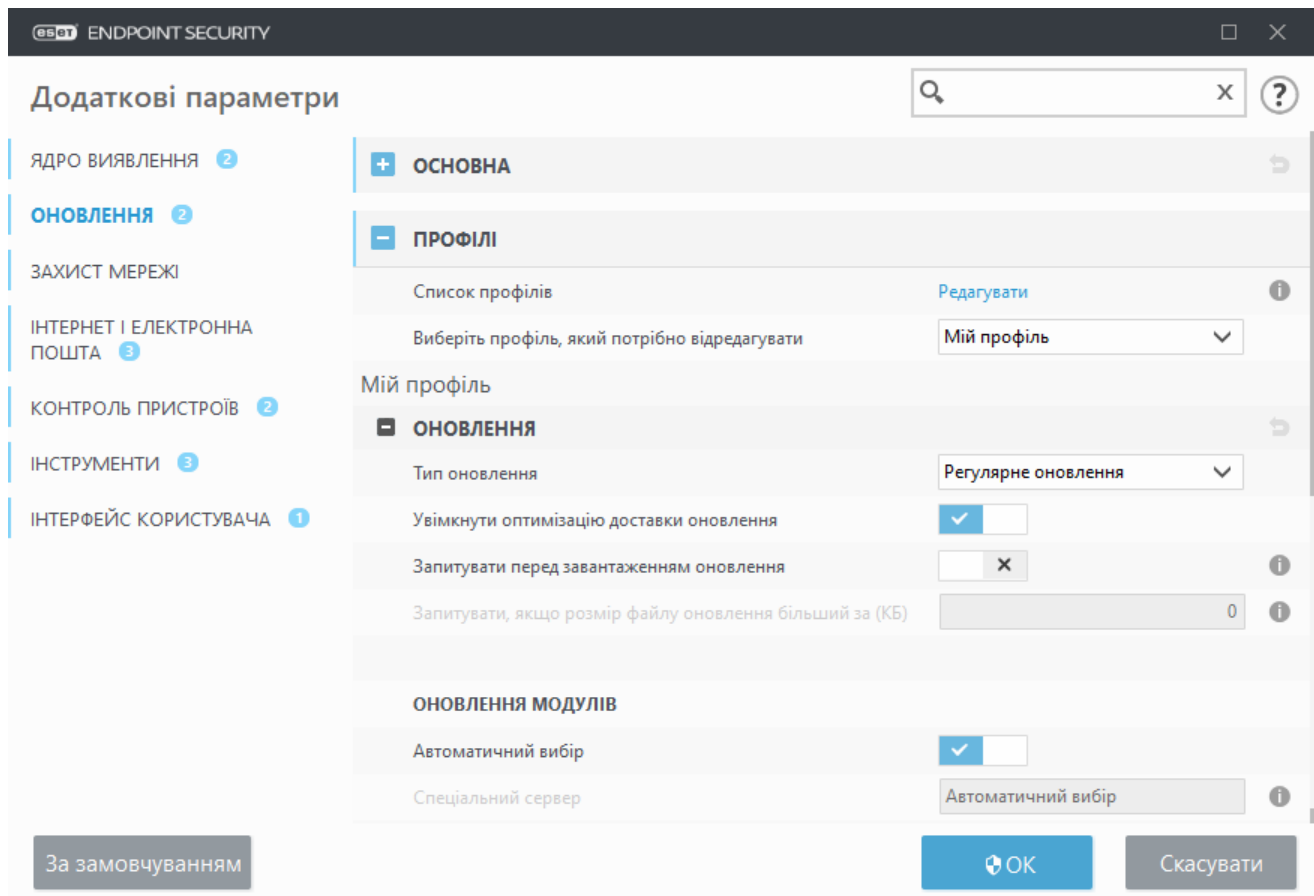 eset ENDPOINT SECURITY
Додаткові параметри
ЯДРО ВИЯВЛЕННЯ 2
ОНОВЛЕННЯ 2
ЗАХИСТ МЕРЕЖІ
ІНТЕРНЕТ І ЕЛЕКТРОННА
ПОШТА 3
КОНТРОЛЬ ПРИСТРОЇВ 2
ІНСТРУМЕНТИ 3
ІНТЕРФЕЙС КОРИСТУВАЧА 1
ОСНОВНА
ПРОФІЛІ
Список профілів Редагувати
Виберіть профіль, який потрібно відредагувати Мій профіль
Мій профіль
ОНОВЛЕННЯ
Тип оновлення Регулярне оновлення
Увімкнути оптимізацію доставки оновлення
Запитувати перед завантаженням оновлення
Запитувати, якщо розмір файлу оновлення більший за (КБ) 0
ОНОВЛЕННЯ МОДУЛІВ
Автоматичний вибір
Спеціальний сервер Автоматичний вибір
За замовчуванням OK Скасувати